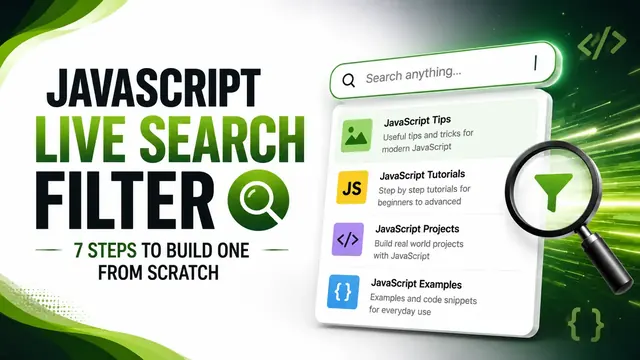 JAVASCRIPT
LIVE SEARCH
FILTER
7 STEPS TO BUILD ONE
FROM SCRATCH
Search anything...
JavaScript Tips
Useful tips and tricks for
modern JavaScript
JS
JavaScript Tutorials
Step by step tutorials for
beginners to advanced
</>
JavaScript Projects
Build real world projects
with JavaScript
{ }
JavaScript Examples
Examples and code snippets
for everyday use
</>
{ }